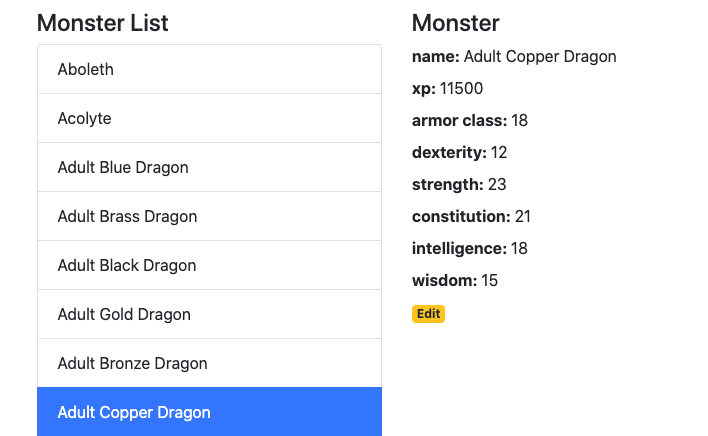 Monster List
Aboleth
Acolyte
Adult Blue Dragon
Adult Brass Dragon
Adult Black Dragon
Adult Gold Dragon
Adult Bronze Dragon
Adult Copper Dragon
Monster
name: Adult Copper Dragon
xp: 11500
armor class: 18
dexterity: 12
strength: 23
constitution: 21
intelligence: 18
wisdom: 15
Edit